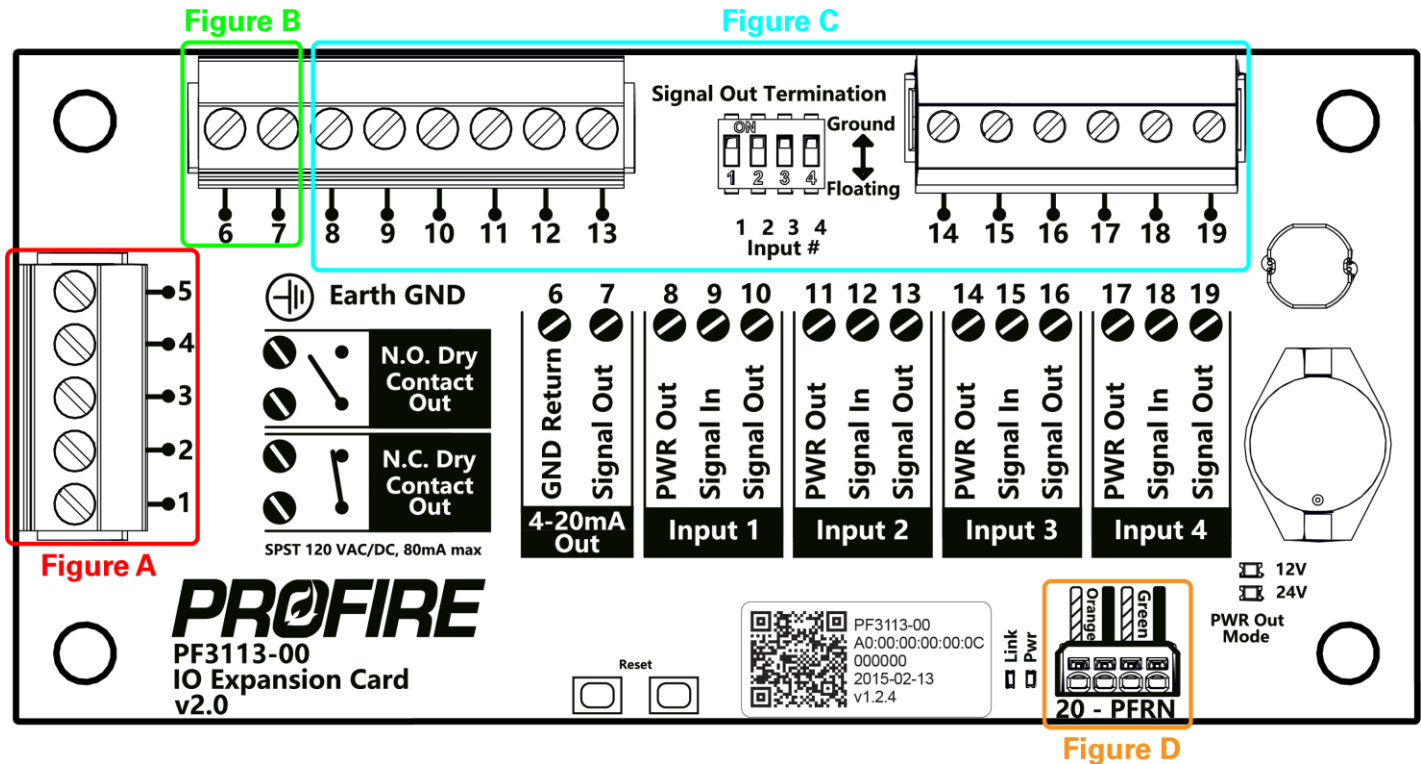 Figure B
Figure C
Signal Out Termination
ON
1 2 3 4
Ground
Floating
1 2 3 4
Input #
6 7 8 9 10 11 12 13
14 15 16 17 18 19
5
4
3
2
1
Figure A
Earth GND
N.O. Dry
Contact
Out
N.C. Dry
Contact
Out
SPST 120 VAC/DC, 80mA max
6 7 8 9 10 11 12 13 14 15 16 17 18 19
GND Return
Signal Out
4-20mA
Out
PWR Out
Signal In
Signal Out
Input 1
PWR Out
Signal In
Signal Out
Input 2
PWR Out
Signal In
Signal Out
Input 3
PWR Out
Signal In
Signal Out
Input 4
12V
24V
PWR Out
Mode
PROFIRE
PF3113-00
IO Expansion Card
v2.0
Reset
PF3113-00
A0:00:00:00:00:0C
000000
2015-02-13
v1.2.4
Link
Pwr
Orange
Green
20 - PFRN
Figure D